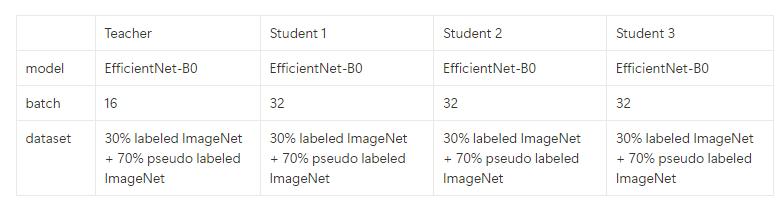 Teacher Student 1 Student 2 Student 3
model EfficientNet-B0 EfficientNet-B0 EfficientNet-B0 EfficientNet-B0
batch 16 32 32 32
dataset 30% labeled ImageNet 30% labeled ImageNet 30% labeled ImageNet 30% labeled ImageNet
+ 70% pseudo labeled + 70% pseudo labeled + 70% pseudo labeled + 70% pseudo labeled
ImageNet ImageNet ImageNet ImageNet